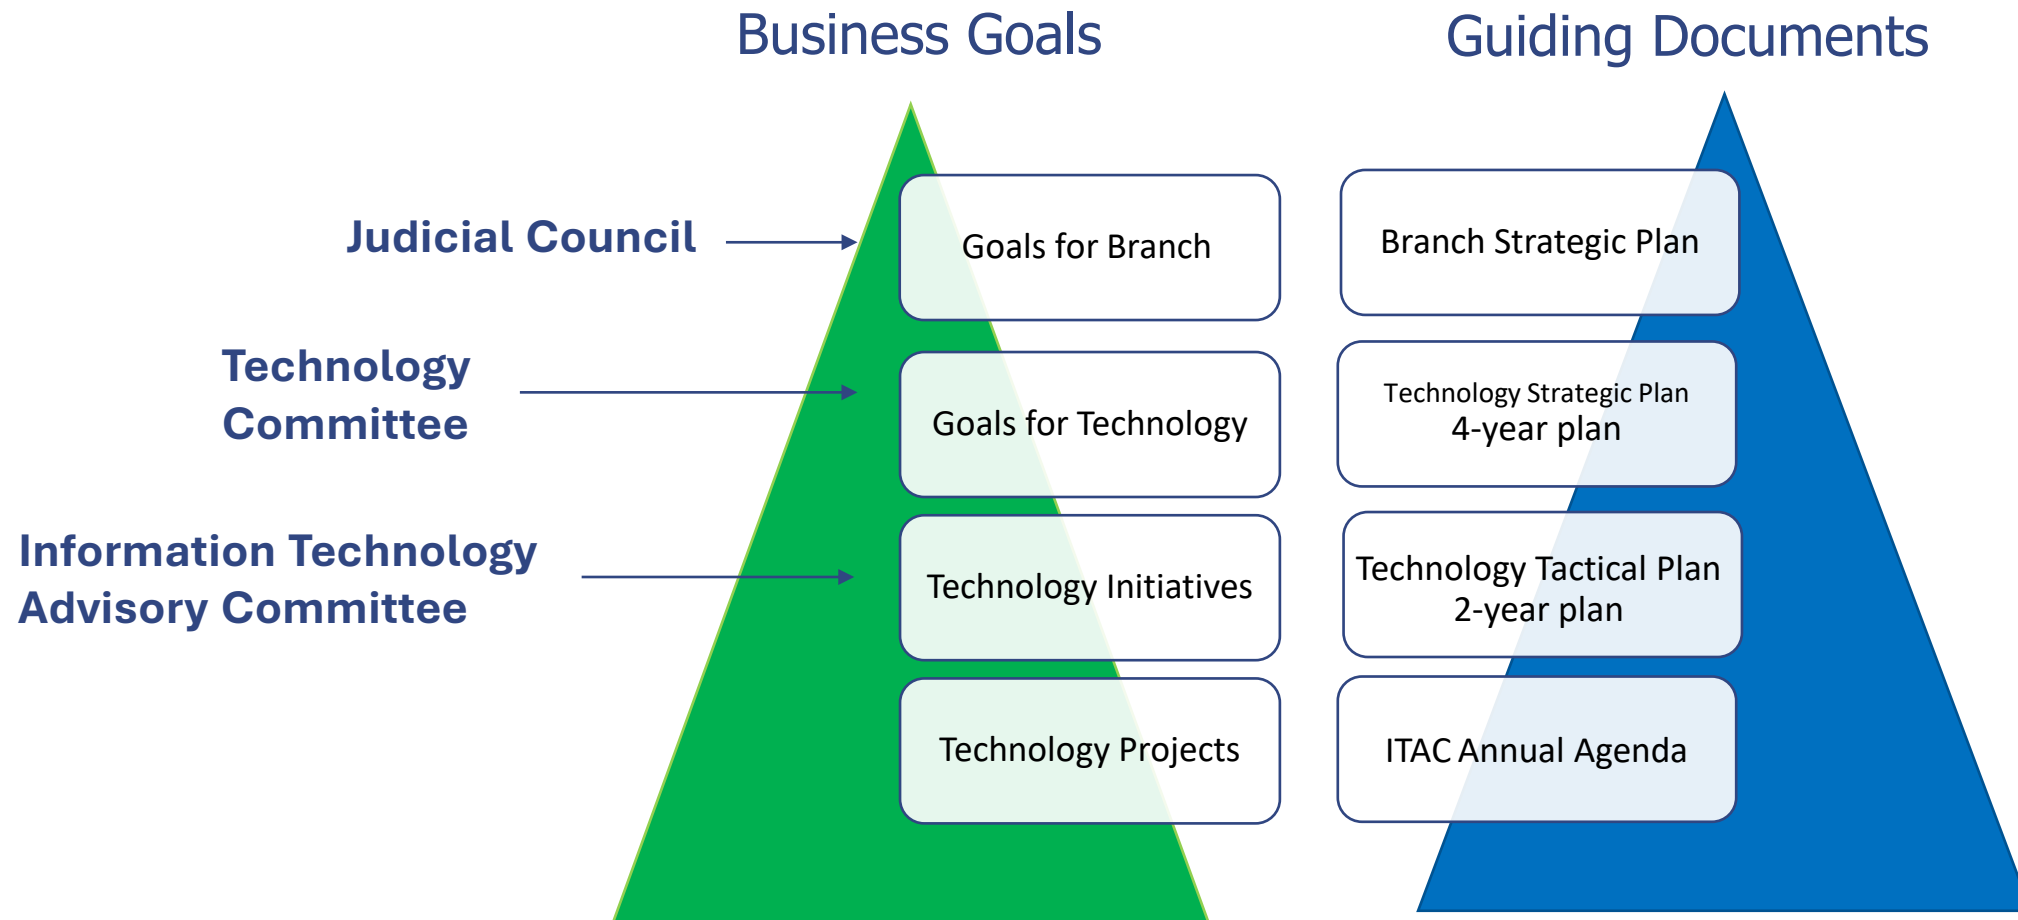 Business Goals
Guiding Documents
Judicial Council
Goals for Branch
Branch Strategic Plan
Technology
Committee
Goals for Technology
Technology Strategic Plan
4-year plan
Information Technology
Advisory Committee
Technology Initiatives
Technology Tactical Plan
2-year plan
Technology Projects
ITAC Annual Agenda